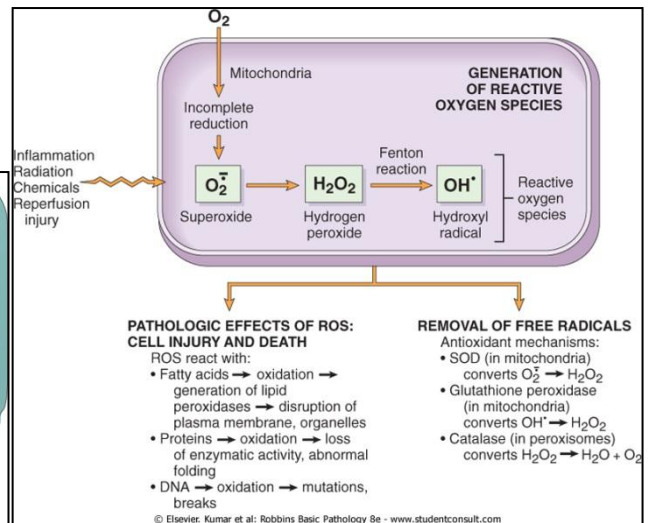 O₂
Mitochondria
GENERATION
OF REACTIVE
OXYGEN SPECIES
Incomplete
reduction
Inflammation
Radiation
Chemicals
Reperfusion
injury
Fenton
reaction
O₂⨪
H₂O₂
OH•
Reactive
oxygen
species
Superoxide
Hydrogen
peroxide
Hydroxyl
radical
PATHOLOGIC EFFECTS OF ROS:
CELL INJURY AND DEATH
ROS react with:
• Fatty acids → oxidation →
generation of lipid
peroxidases → disruption of
plasma membrane, organelles
• Proteins → oxidation → loss
of enzymatic activity, abnormal
folding
• DNA → oxidation → mutations,
breaks
REMOVAL OF FREE RADICALS
Antioxidant mechanisms:
• SOD (in mitochondria)
converts O₂⨪ → H₂O₂
• Glutathione peroxidase
(in mitochondria)
converts OH• → H₂O₂
• Catalase (in peroxisomes)
converts H₂O₂ → H₂O + O₂
© Elsevier. Kumar et al: Robbins Basic Pathology 8e - www.studentconsult.com